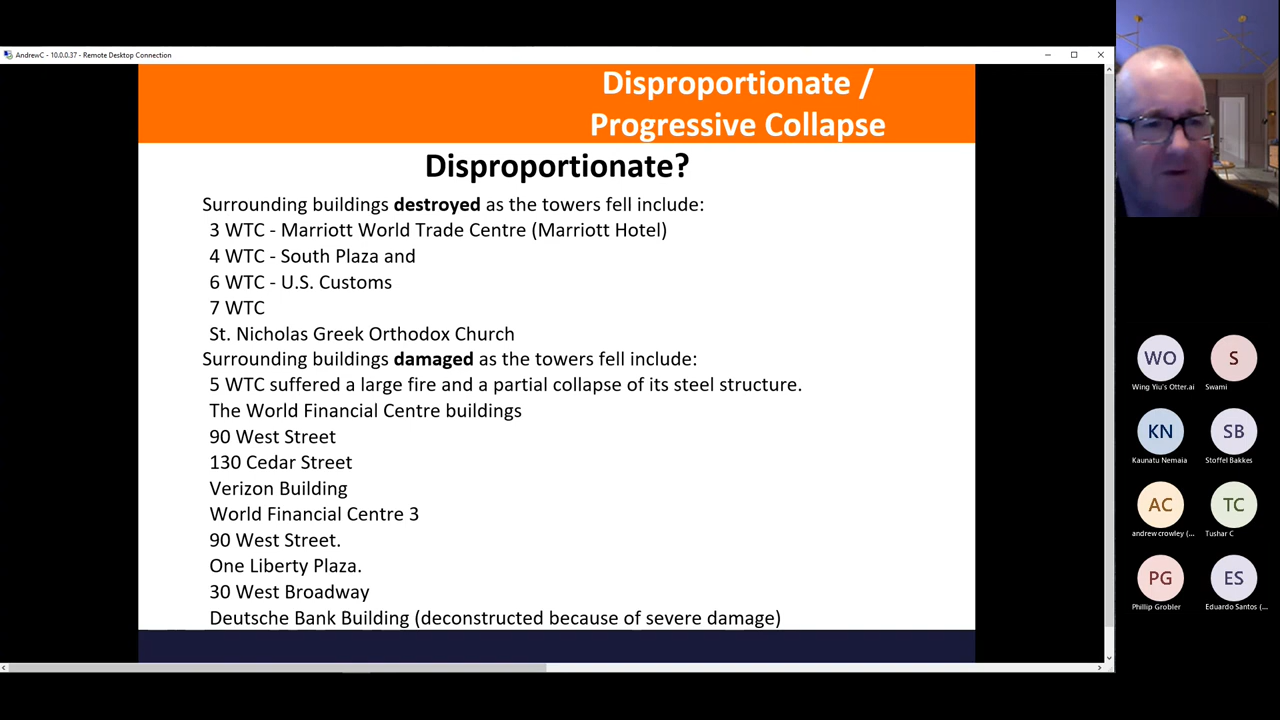 AndrewC - 10.0.0.37 - Remote Desktop Connection
Disproportionate /
Progressive Collapse
Disproportionate?
Surrounding buildings destroyed as the towers fell include:
3 WTC - Marriott World Trade Centre (Marriott Hotel)
4 WTC - South Plaza and
6 WTC - U.S. Customs
7 WTC
St. Nicholas Greek Orthodox Church
Surrounding buildings damaged as the towers fell include:
5 WTC suffered a large fire and a partial collapse of its steel structure.
The World Financial Centre buildings
90 West Street
130 Cedar Street
Verizon Building
World Financial Centre 3
90 West Street.
One Liberty Plaza.
30 West Broadway
Deutsche Bank Building (deconstructed because of severe damage)
WO
S
Wing Yiu's Otter.ai
Swami
KN
SB
Kaunatu Nemaia
Stoffel Bakkes
AC
TC
andrew crowley (...
Tushar C
PG
ES
Phillip Grobler
Eduardo Santos (...